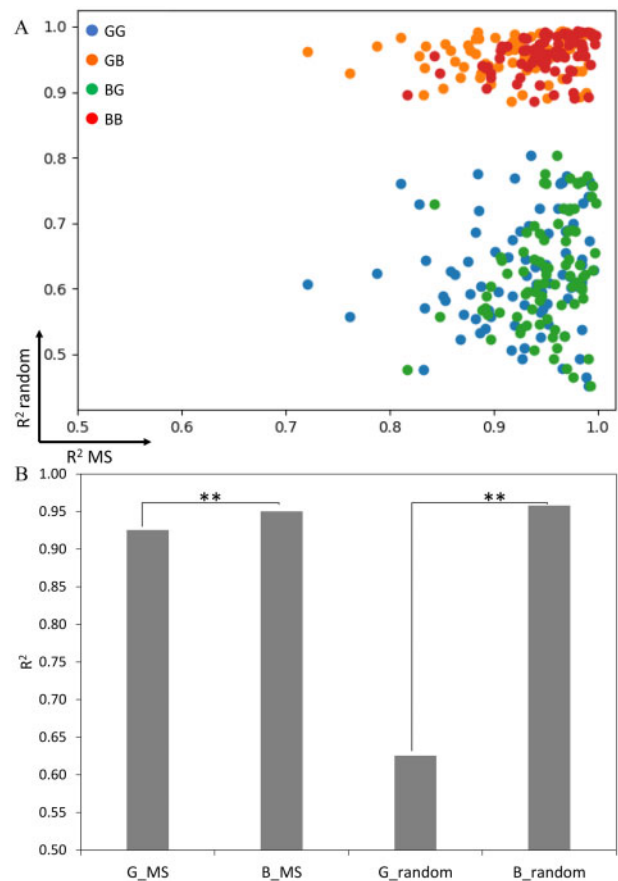 A
GG
GB
BG
BB
1.0
0.9
0.8
0.7
0.6
0.5
R² random
0.5 0.6 0.7 0.8 0.9 1.0
R² MS
B
1.00
0.95
0.90
0.85
0.80
0.75
0.70
0.65
0.60
0.55
0.50
R²
** **
G_MS B_MS G_random B_random